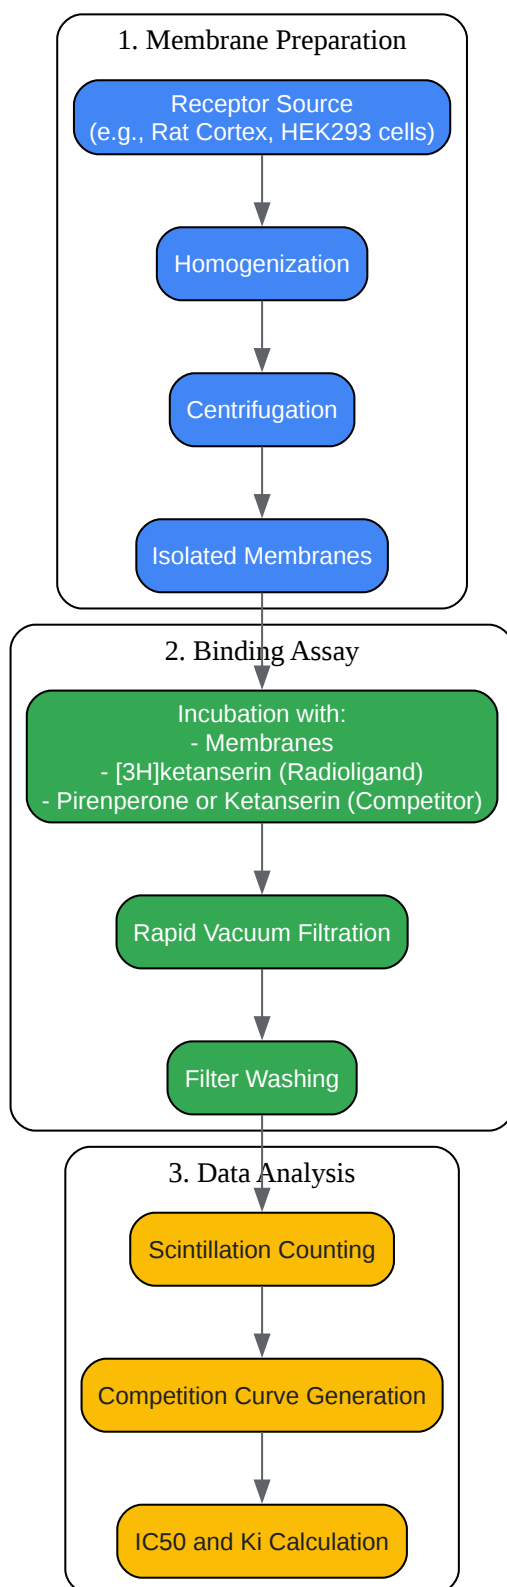 1. Membrane Preparation
Receptor Source
(e.g., Rat Cortex, HEK293 cells)
Homogenization
Centrifugation
Isolated Membranes
2. Binding Assay
Incubation with:
- Membranes
- [3H]ketanserin (Radioligand)
- Pirenperone or Ketanserin (Competitor)
Rapid Vacuum Filtration
Filter Washing
3. Data Analysis
Scintillation Counting
Competition Curve Generation
IC50 and Ki Calculation